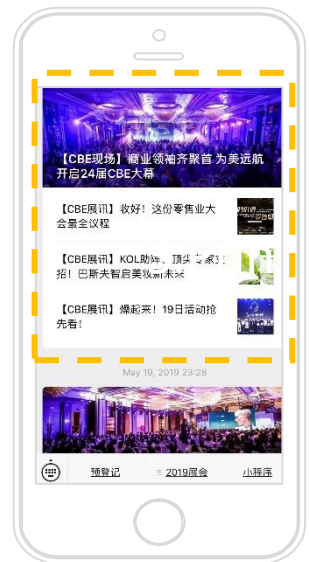 【CBE现场】商业领袖齐聚首 为美远航
开启24届CBE大幕
【CBE展讯】收好！这份零售业大
会最全议程
【CBE展讯】KOL助阵、顶尖专家支
招！巴斯夫智启美妆新未来
【CBE展讯】燥起来！19日活动抢
先看！
May 19, 2019 23:28
预登记
≡ 2019展会
小程序